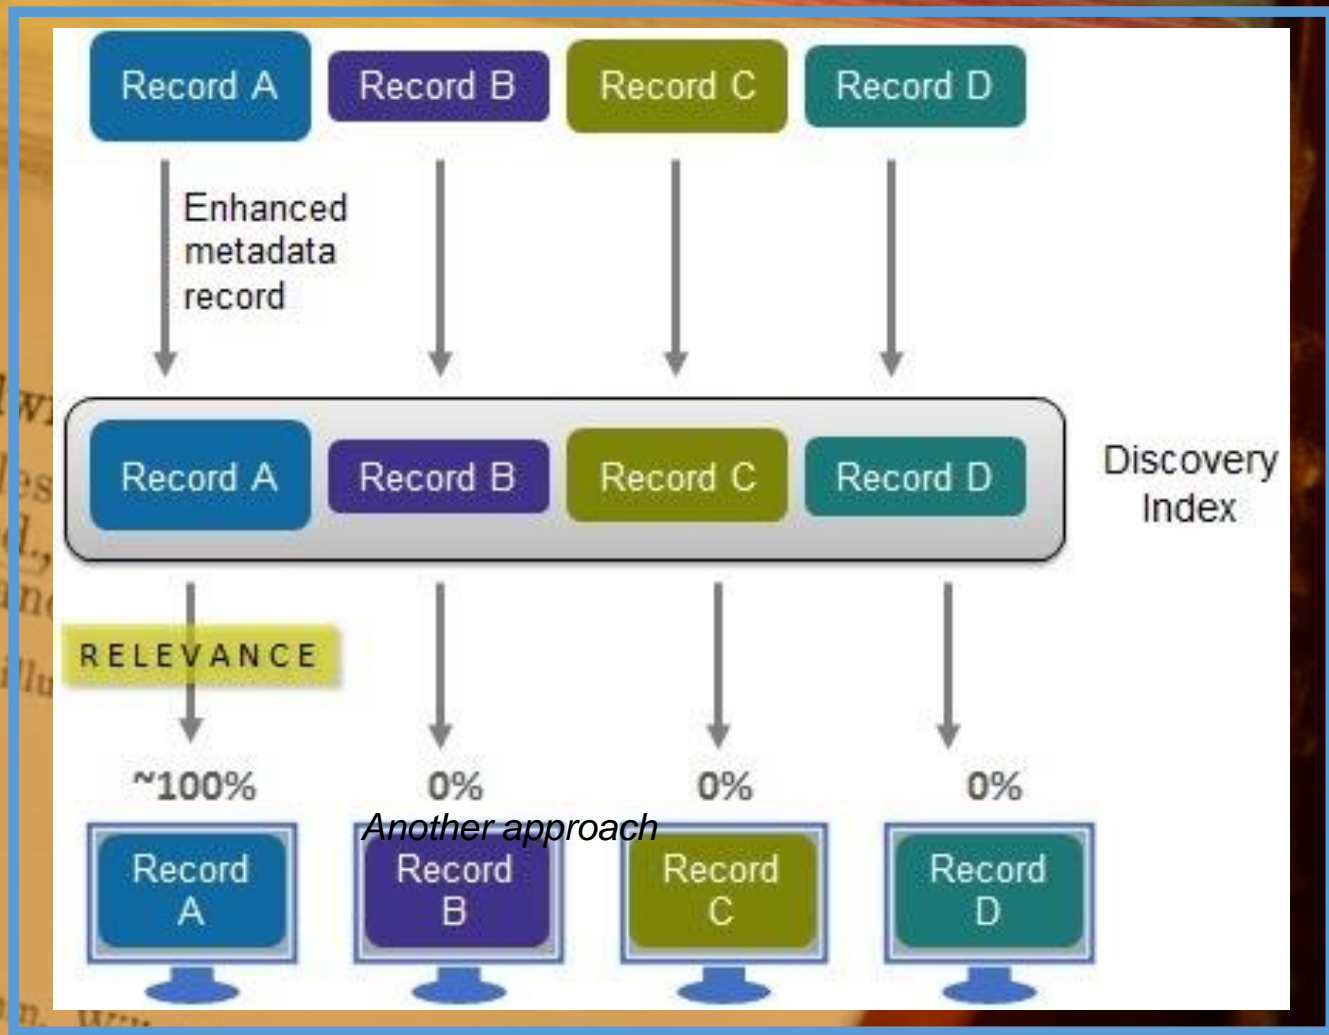 Record A
Record B
Record C
Record D
Enhanced
metadata
record
Record A
Record B
Record C
Record D
Discovery
Index
RELEVANCE
~100%
0%
0%
0%
Another approach
Record
A
Record
B
Record
C
Record
D